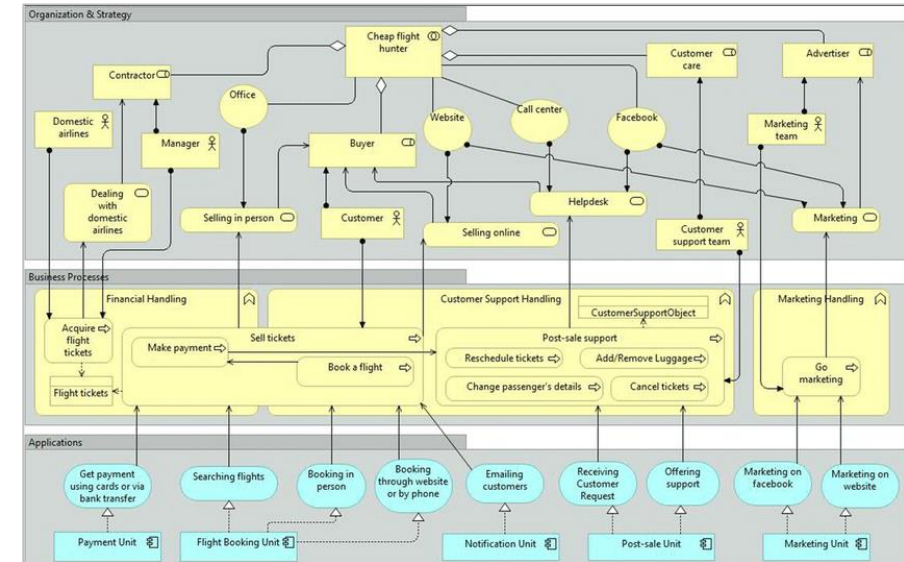 Organization & Strategy
Cheap flight
hunter
Contractor
Customer
care
Advertiser
Office
Website
Call center
Facebook
Domestic
airlines
Manager
Buyer
Marketing
team
Dealing
with
domestic
airlines
Selling in person
Customer
Selling online
Helpdesk
Customer
support team
Marketing
Business Processes
Financial Handling
Customer Support Handling
Marketing Handling
CustomerSupportObject
Acquire
flight
tickets
Sell tickets
Post-sale support
Make payment
Book a flight
Reschedule tickets
Add/Remove Luggage
Change passenger's details
Cancel tickets
Go
marketing
Flight tickets
Applications
Get payment
using cards or via
bank transfer
Searching flights
Booking in
person
Booking
through website
or by phone
Emailing
customers
Receiving
Customer
Request
Offering
support
Marketing on
facebook
Marketing on
website
Payment Unit
Flight Booking Unit
Notification Unit
Post-sale Unit
Marketing Unit